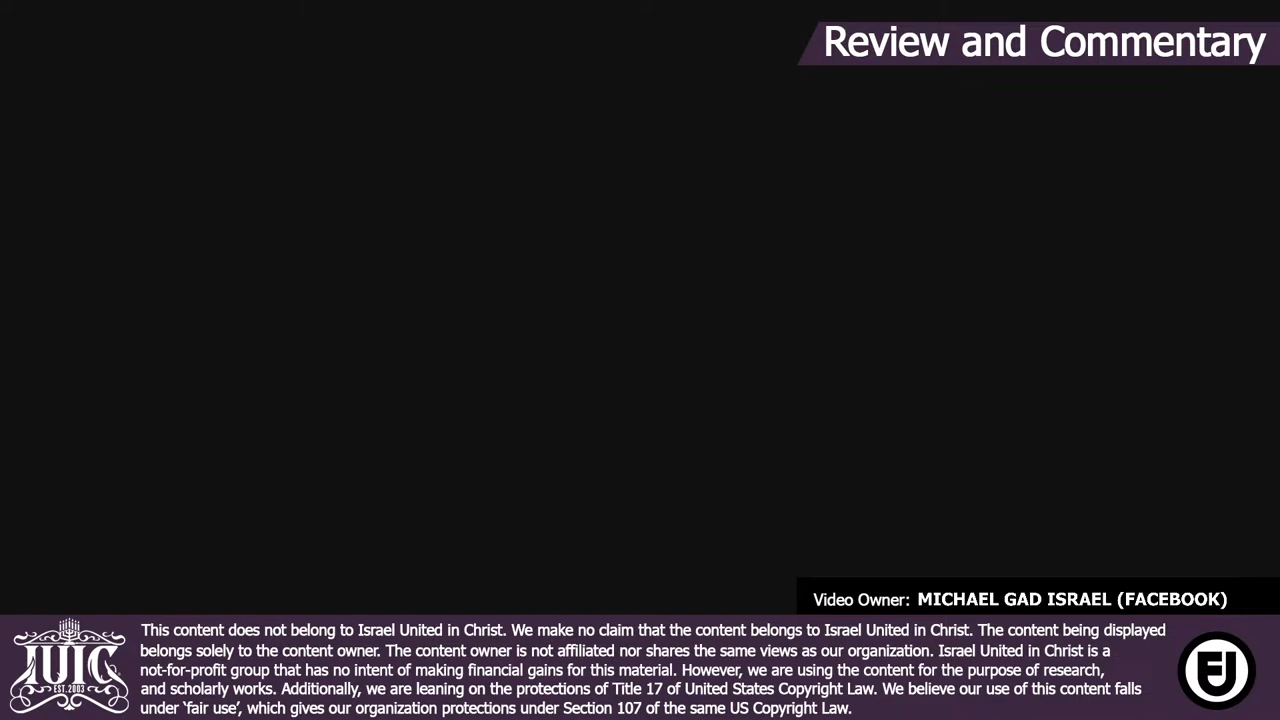 Review and Commentary
Video Owner: MICHAEL GAD ISRAEL (FACEBOOK)
This content does not belong to Israel United in Christ. We make no claim that the content belongs to Israel United in Christ. The content being displayed
belongs solely to the content owner. The content owner is not affiliated nor shares the same views as our organization. Israel United in Christ is a
not-for-profit group that has no intent of making financial gains for this material. However, we are using the content for the purpose of research,
and scholarly works. Additionally, we are leaning on the protections of Title 17 of United States Copyright Law. We believe our use of this content falls
under ‘fair use’, which gives our organization protections under Section 107 of the same US Copyright Law.
IUIC
EST. 2003